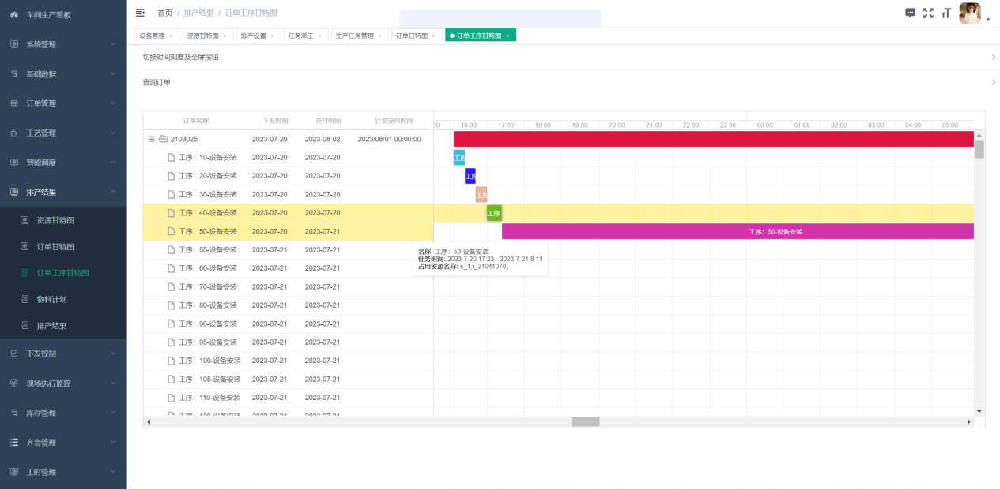 车间生产看板
系统管理
基础数据
订单管理
工艺管理
智能调度
排产结果
资源甘特图
订单甘特图
订单工序甘特图
物料计划
排产结果
下发控制
现场执行监控
库存管理
齐套管理
工时管理
首页 / 排产结果 / 订单工序甘特图
设备管理 × 资源甘特图 × 排产设置 × 任务派工 × 生产任务管理 × 订单甘特图 × 订单工序甘特图 ×
切换时间刻度及全屏按钮
查询订单
订单名称 下发时间 交付时间 计划交付时间
00 16:00 17:00 18:00 19:00 20:00 21:00 22:00 23:00 00:00 01:00 02:00 03:00 04:00 05:00
2103025 2023-07-20 2023-08-02 2023/08/01 00:00:00
工序：10-设备安装 2023-07-20 2023-07-20 工序
工序：20-设备安装 2023-07-20 2023-07-20 工序
工序：30-设备安装 2023-07-20 2023-07-20 工序
工序：40-设备安装 2023-07-20 2023-07-20 工序
工序：50-设备安装 2023-07-20 2023-07-21 工序：50-设备安装
工序：55-设备安装 2023-07-21 2023-07-21
工序：60-设备安装 2023-07-21 2023-07-21
工序：70-设备安装 2023-07-21 2023-07-21
工序：80-设备安装 2023-07-21 2023-07-21
工序：90-设备安装 2023-07-21 2023-07-21
工序：95-设备安装 2023-07-21 2023-07-21
工序：100-设备安装 2023-07-21 2023-07-21
工序：105-设备安装 2023-07-21 2023-07-21
工序：110-设备安装 2023-07-21 2023-07-21
名称: 工序：50-设备安装
任务时间: 2023-7-20 17:23 - 2023-7-21 8:11
占用资源名称: s_1,r_21041070,